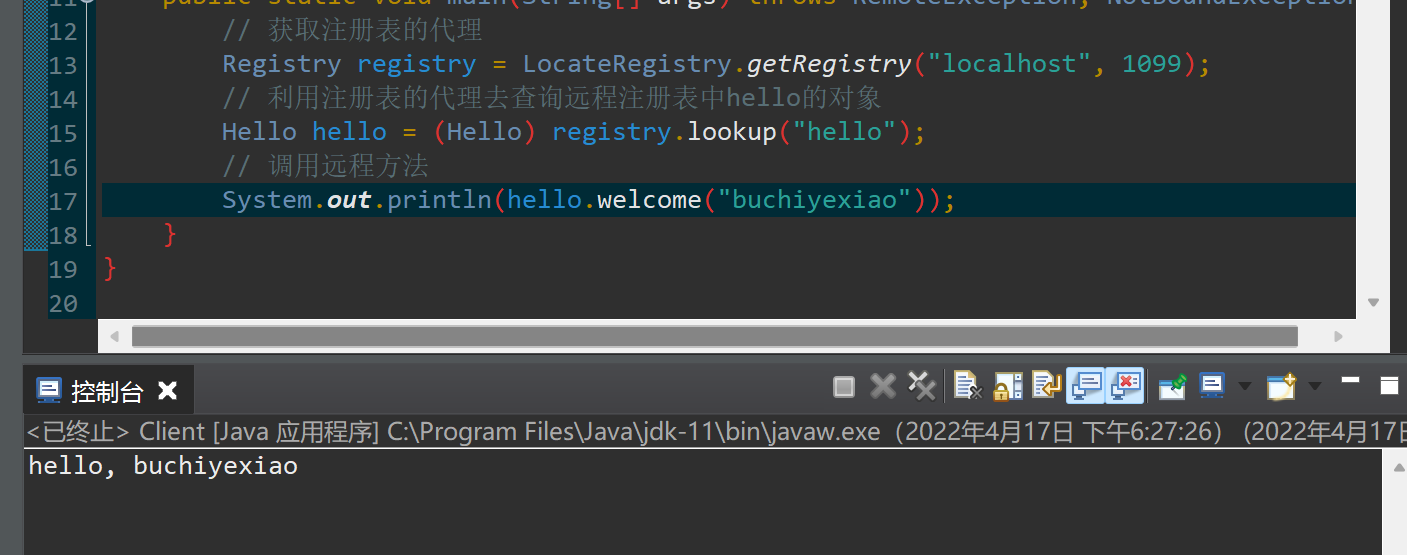 11 public static void main(String[] args) throws RemoteException, NotBoundException
12 // 获取注册表的代理
13 Registry registry = LocateRegistry.getRegistry("localhost", 1099);
14 // 利用注册表的代理去查询远程注册表中hello的对象
15 Hello hello = (Hello) registry.lookup("hello");
16 // 调用远程方法
17 System.out.println(hello.welcome("buchiyexiao"));
18 }
19 }
20
控制台
<已终止> Client [Java 应用程序] C:\Program Files\Java\jdk-11\bin\javaw.exe（2022年4月17日 下午6:27:26） (2022年4月17日
hello, buchiyexiao